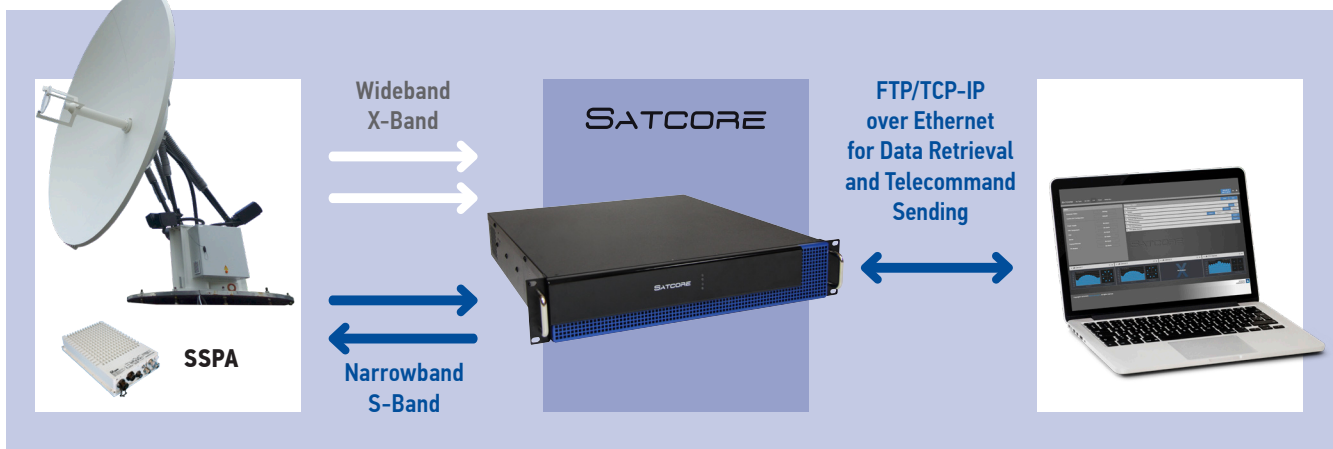 Wideband
X-Band
SATCORE
FTP/TCP-IP
over Ethernet
for Data Retrieval
and Telecommand
Sending
SATCORE
SSPA
Narrowband
S-Band